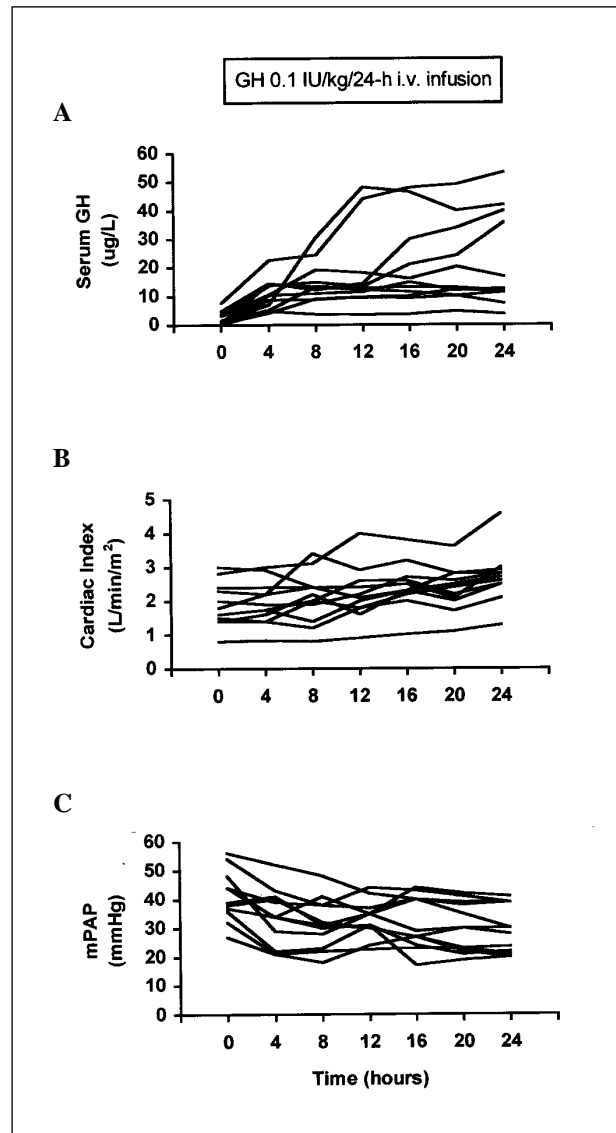 GH 0.1 IU/kg/24-h i.v. infusion
A
Serum GH
(ug/L)
60
50
40
30
20
10
0
0 4 8 12 16 20 24
B
Cardiac Index
(L/min/m²)
5
4
3
2
1
0
0 4 8 12 16 20 24
C
mPAP
(mmHg)
60
50
40
30
20
10
0
0 4 8 12 16 20 24
Time (hours)